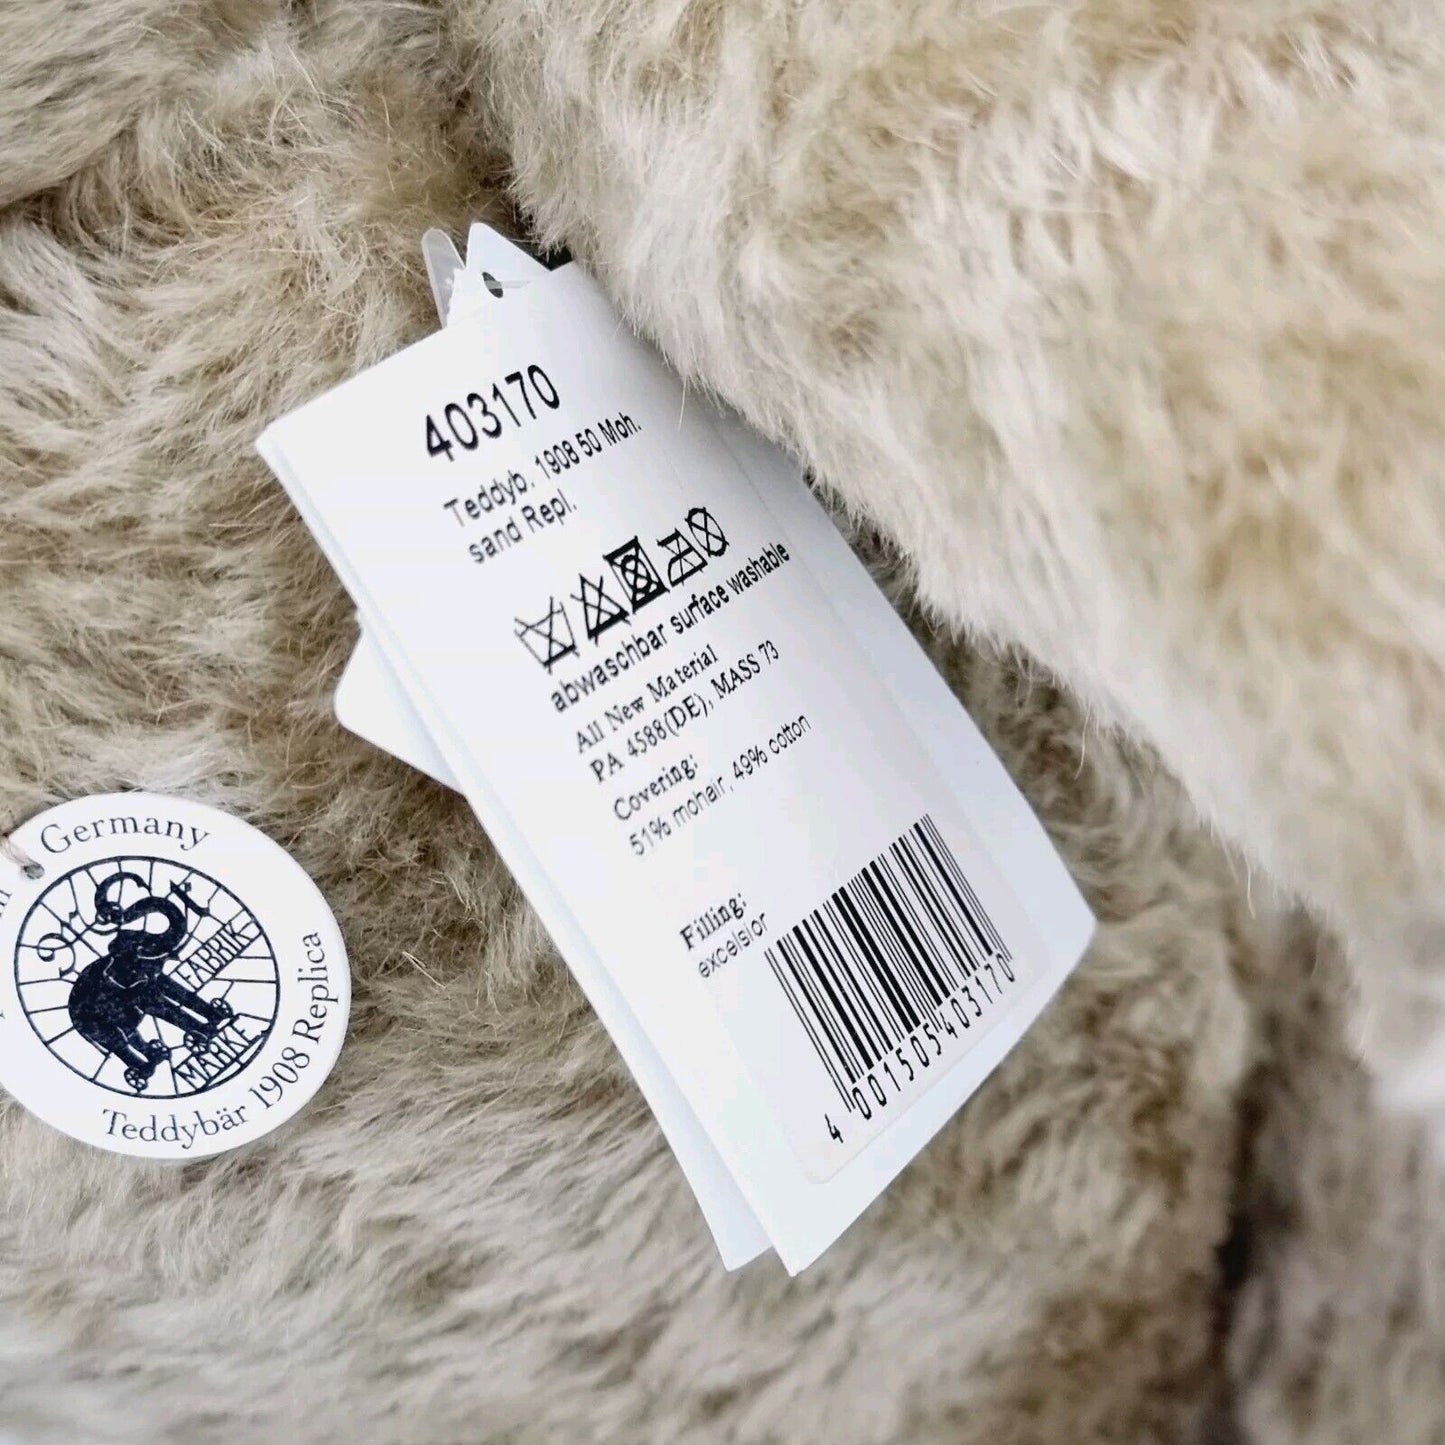 403170
Teddyb. 1908 50 Moh.
sand Repl.
abwaschbar surface washable
All New Material
PA 4588(DE), MASS 73
Covering:
51% mohair, 49% cotton
Filling:
excelsior
4 001505 403170
Germany
St
FABRIK
MARKE
Teddybär 1908 Replica